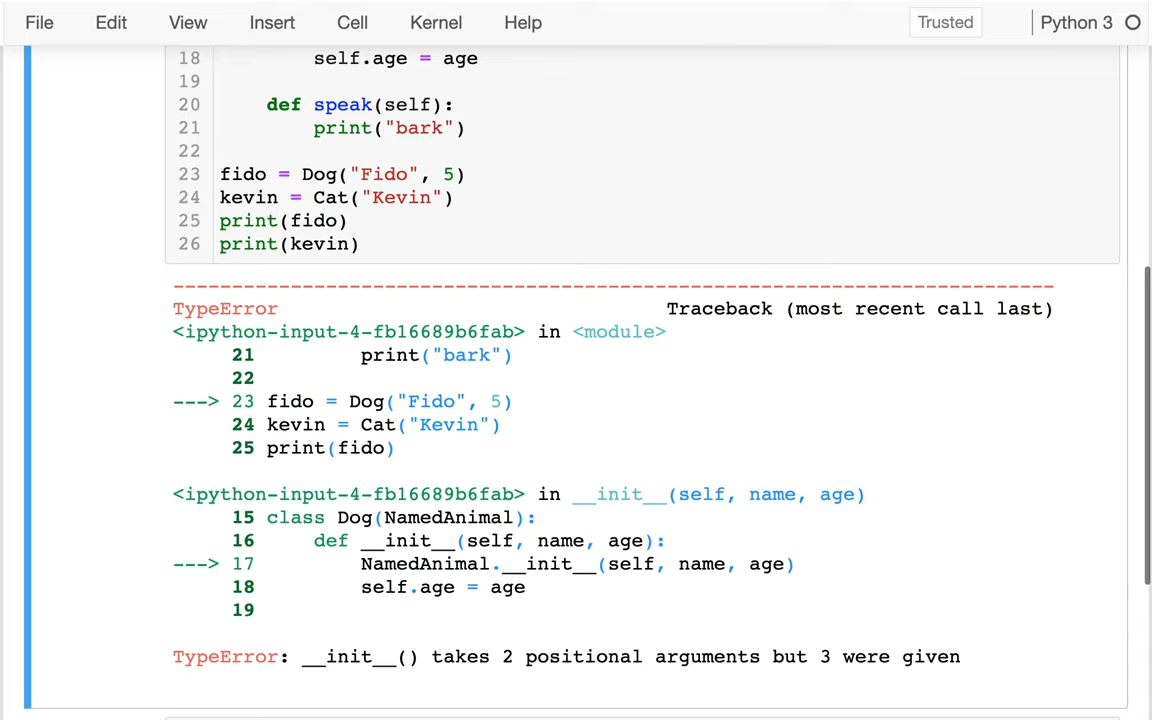 File Edit View Insert Cell Kernel Help Trusted Python 3
18         self.age = age
19
20     def speak(self):
21         print("bark")
22
23 fido = Dog("Fido", 5)
24 kevin = Cat("Kevin")
25 print(fido)
26 print(kevin)
---------------------------------------------------------------------------
TypeError                                 Traceback (most recent call last)
<ipython-input-4-fb16689b6fab> in <module>
     21         print("bark")
     22
---> 23 fido = Dog("Fido", 5)
     24 kevin = Cat("Kevin")
     25 print(fido)
<ipython-input-4-fb16689b6fab> in __init__(self, name, age)
     15 class Dog(NamedAnimal):
     16     def __init__(self, name, age):
---> 17         NamedAnimal.__init__(self, name, age)
     18         self.age = age
     19
TypeError: __init__() takes 2 positional arguments but 3 were given